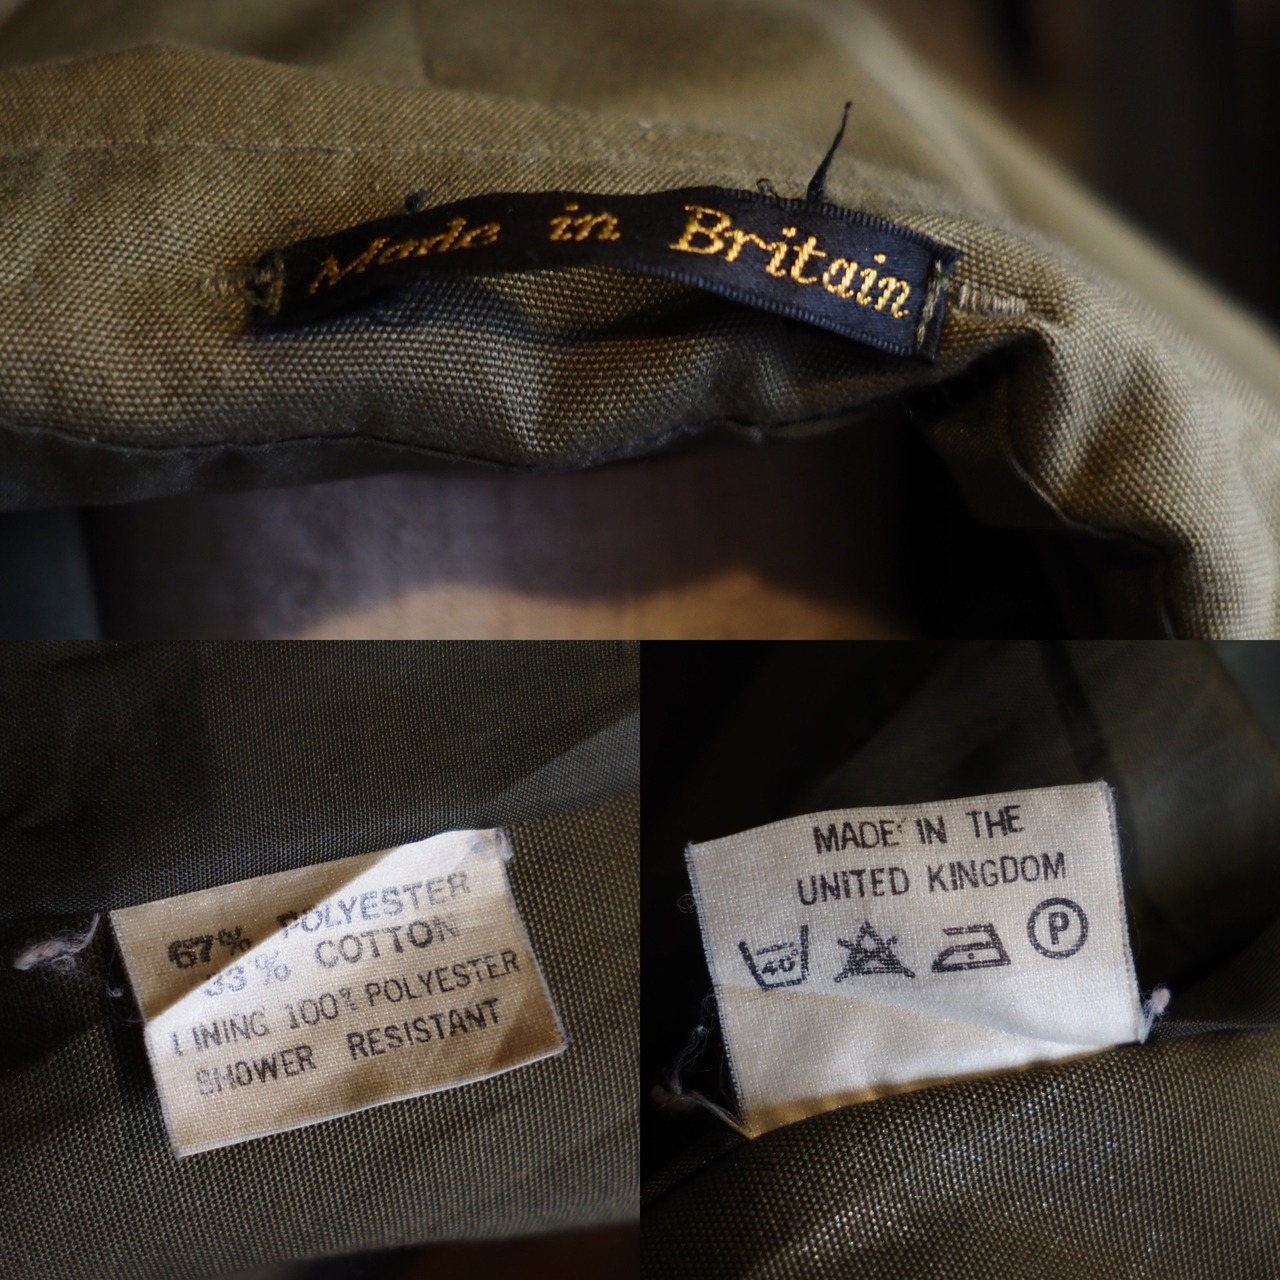 Made in Britain
67% POLYESTER
33% COTTON
LINING 100% POLYESTER
SHOWER RESISTANT
MADE IN THE
UNITED KINGDOM
40°
P